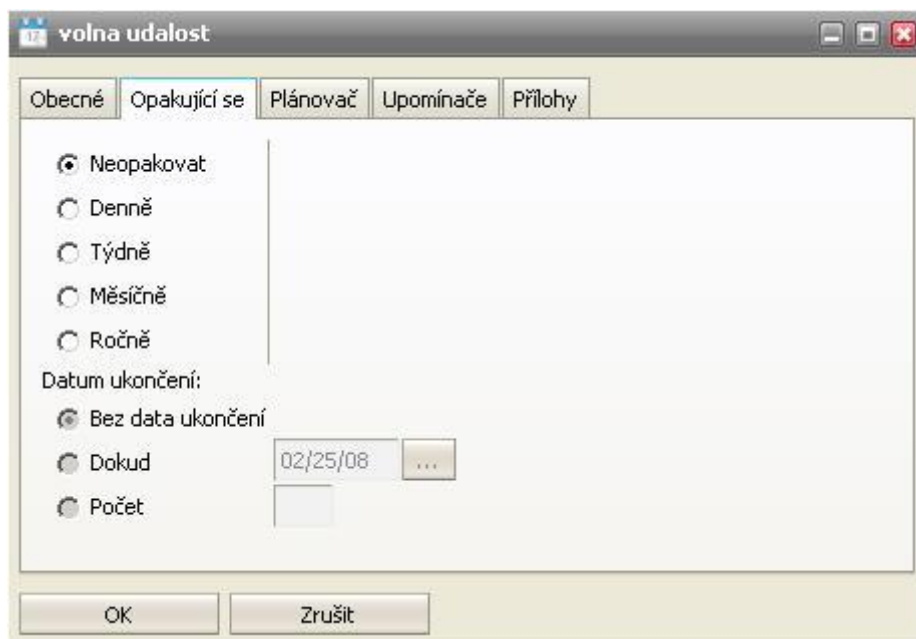 17 volna udalost
Obecné Opakující se Plánovač Upomínače Přílohy
Neopakovat
Denně
Týdně
Měsíčně
Ročně
Datum ukončení:
Bez data ukončení
Dokud 02/25/08 ...
Počet
OK Zrušit